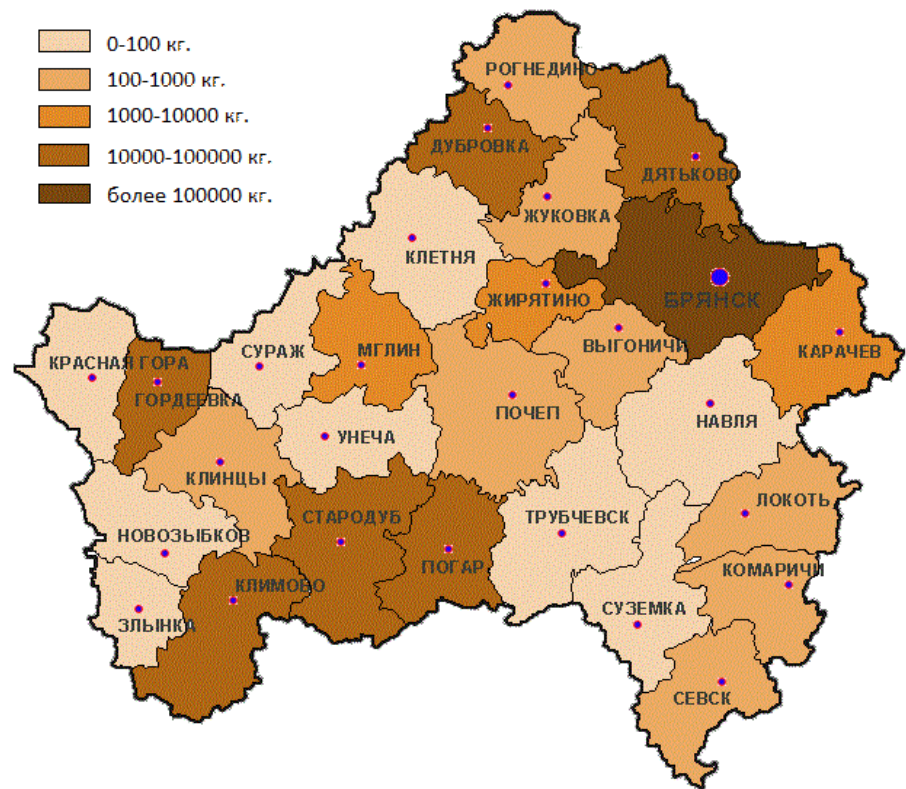 0-100 кг.
100-1000 кг.
1000-10000 кг.
10000-100000 кг.
более 100000 кг.
РОГНЕДИНО
ДУБРОВКА
ДЯТЬКОВО
ЖУКОВКА
КЛЕТНЯ
ЖИРЯТИНО
БРЯНСК
СУРАЖ
МГЛИН
ВЫГОНИЧИ
КАРАЧЕВ
КРАСНАЯ ГОРА
ГОРДЕЕВКА
ПОЧЕП
НАВЛЯ
УНЕЧА
КЛИНЦЫ
ЛОКОТЬ
СТАРОДУБ
ТРУБЧЕВСК
НОВОЗЫБКОВ
ПОГАР
КОМАРИЧИ
КЛИМОВО
СУЗЕМКА
ЗЛЫНКА
СЕВСК